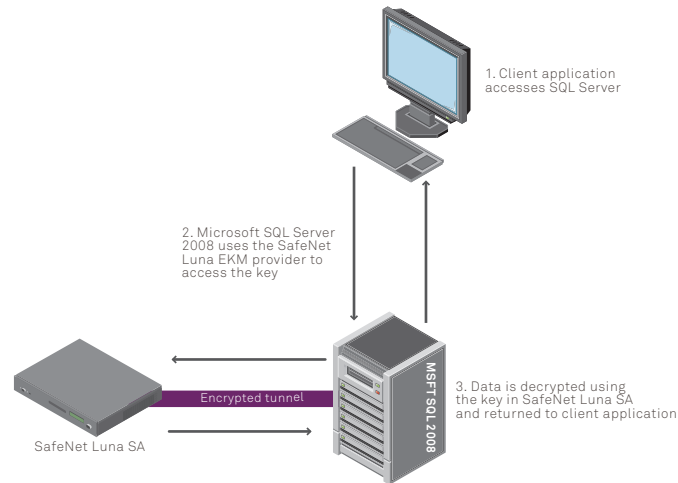 1. Client application
accesses SQL Server
2. Microsoft SQL Server
2008 uses the SafeNet
Luna EKM provider to
access the key
MSFT SQL 2008
3. Data is decrypted using
the key in SafeNet Luna SA
and returned to client application
Encrypted tunnel
SafeNet Luna SA